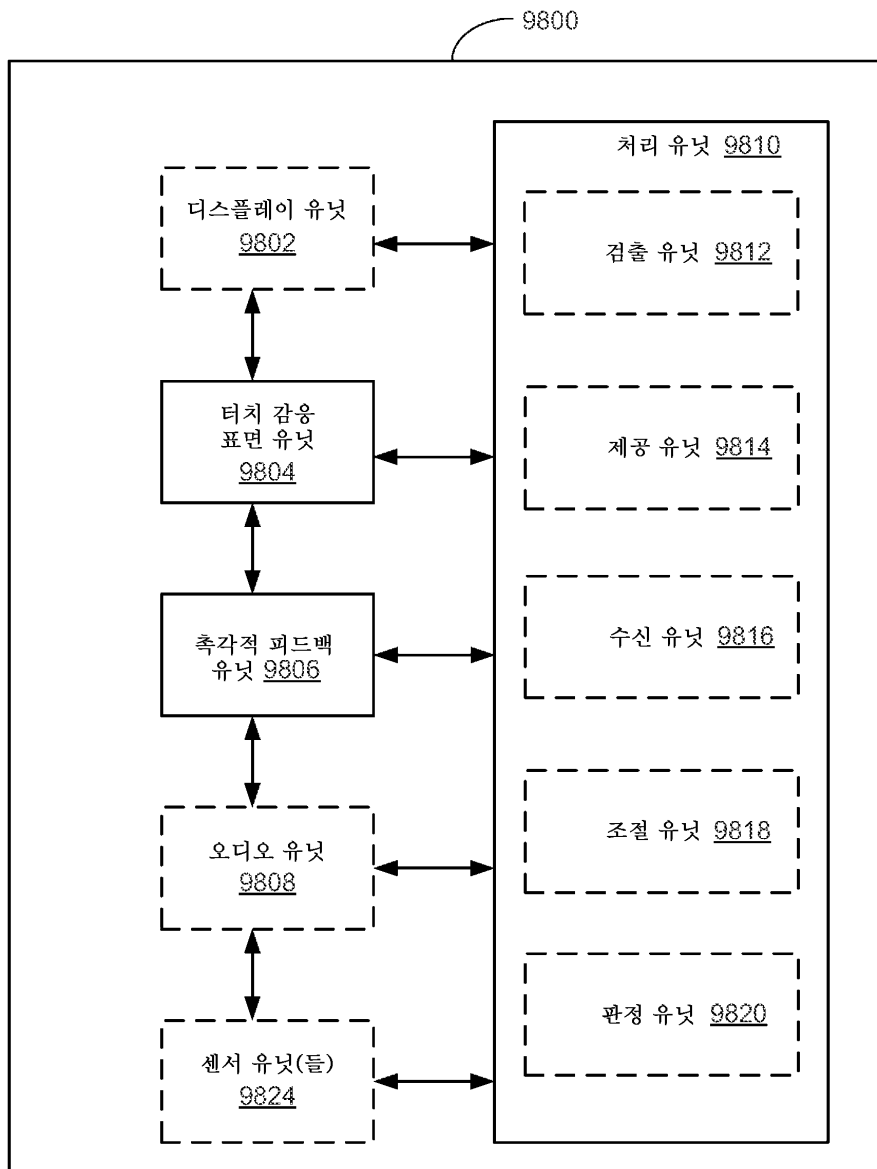 9800
디스플레이 유닛
9802
터치 감응
표면 유닛
9804
촉각적 피드백
유닛 9806
오디오 유닛
9808
센서 유닛(들)
9824
처리 유닛 9810
검출 유닛 9812
제공 유닛 9814
수신 유닛 9816
조절 유닛 9818
판정 유닛 9820